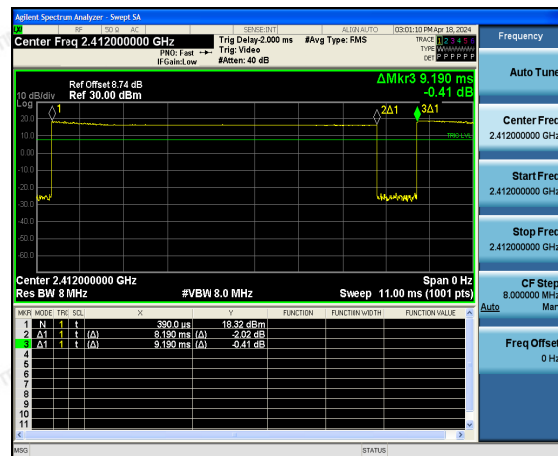 Agilent Spectrum Analyzer - Swept SA
RF 50 Ω AC SENSE:INT ALIGN AUTO 03:01:10 PM Apr 18, 2024
Center Freq 2.412000000 GHz
PNO: Fast
IFGain:Low
Trig Delay-2.000 ms
Trig: Video
#Atten: 40 dB
#Avg Type: RMS
TRACE 1 2 3 4 5 6
TYPE
DET P P P P P P
Frequency
Auto Tune
Center Freq
2.412000000 GHz
Start Freq
2.412000000 GHz
Stop Freq
2.412000000 GHz
CF Step
8.000000 MHz
Auto Man
Freq Offset
0 Hz
ΔMkr3 9.190 ms
-0.41 dB
Ref Offset 8.74 dB
Ref 30.00 dBm
10 dB/div
Log
1
2Δ1
3Δ1
TRIG LVL
20.0
10.0
0.00
-10.0
-20.0
-30.0
-40.0
-50.0
-60.0
Center 2.412000000 GHz
Span 0 Hz
Res BW 8 MHz
#VBW 8.0 MHz
Sweep 11.00 ms (1001 pts)
MKR MODE TRC SCL X Y FUNCTION FUNCTION WIDTH FUNCTION VALUE
1 N 1 t 390.0 µs 18.32 dBm
2 Δ1 1 t (Δ) 8.190 ms (Δ) -2.02 dB
3 Δ1 1 t (Δ) 9.190 ms (Δ) -0.41 dB
4
5
6
7
8
9
10
11
MSG
STATUS